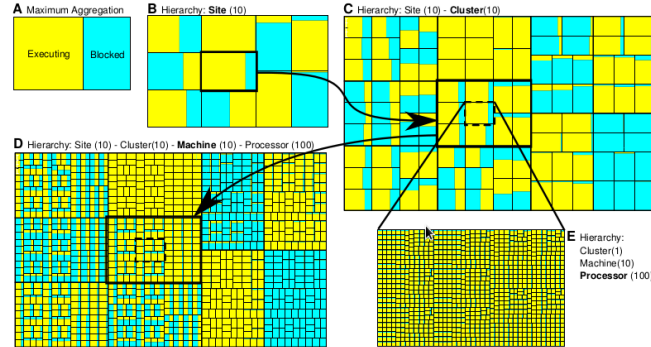 A Maximum Aggregation
Executing
Blocked
B Hierarchy: Site (10)
C Hierarchy: Site (10) - Cluster(10)
D Hierarchy: Site (10) - Cluster(10) - Machine (10) - Processor (100)
E Hierarchy:
Cluster(1)
Machine(10)
Processor (100)